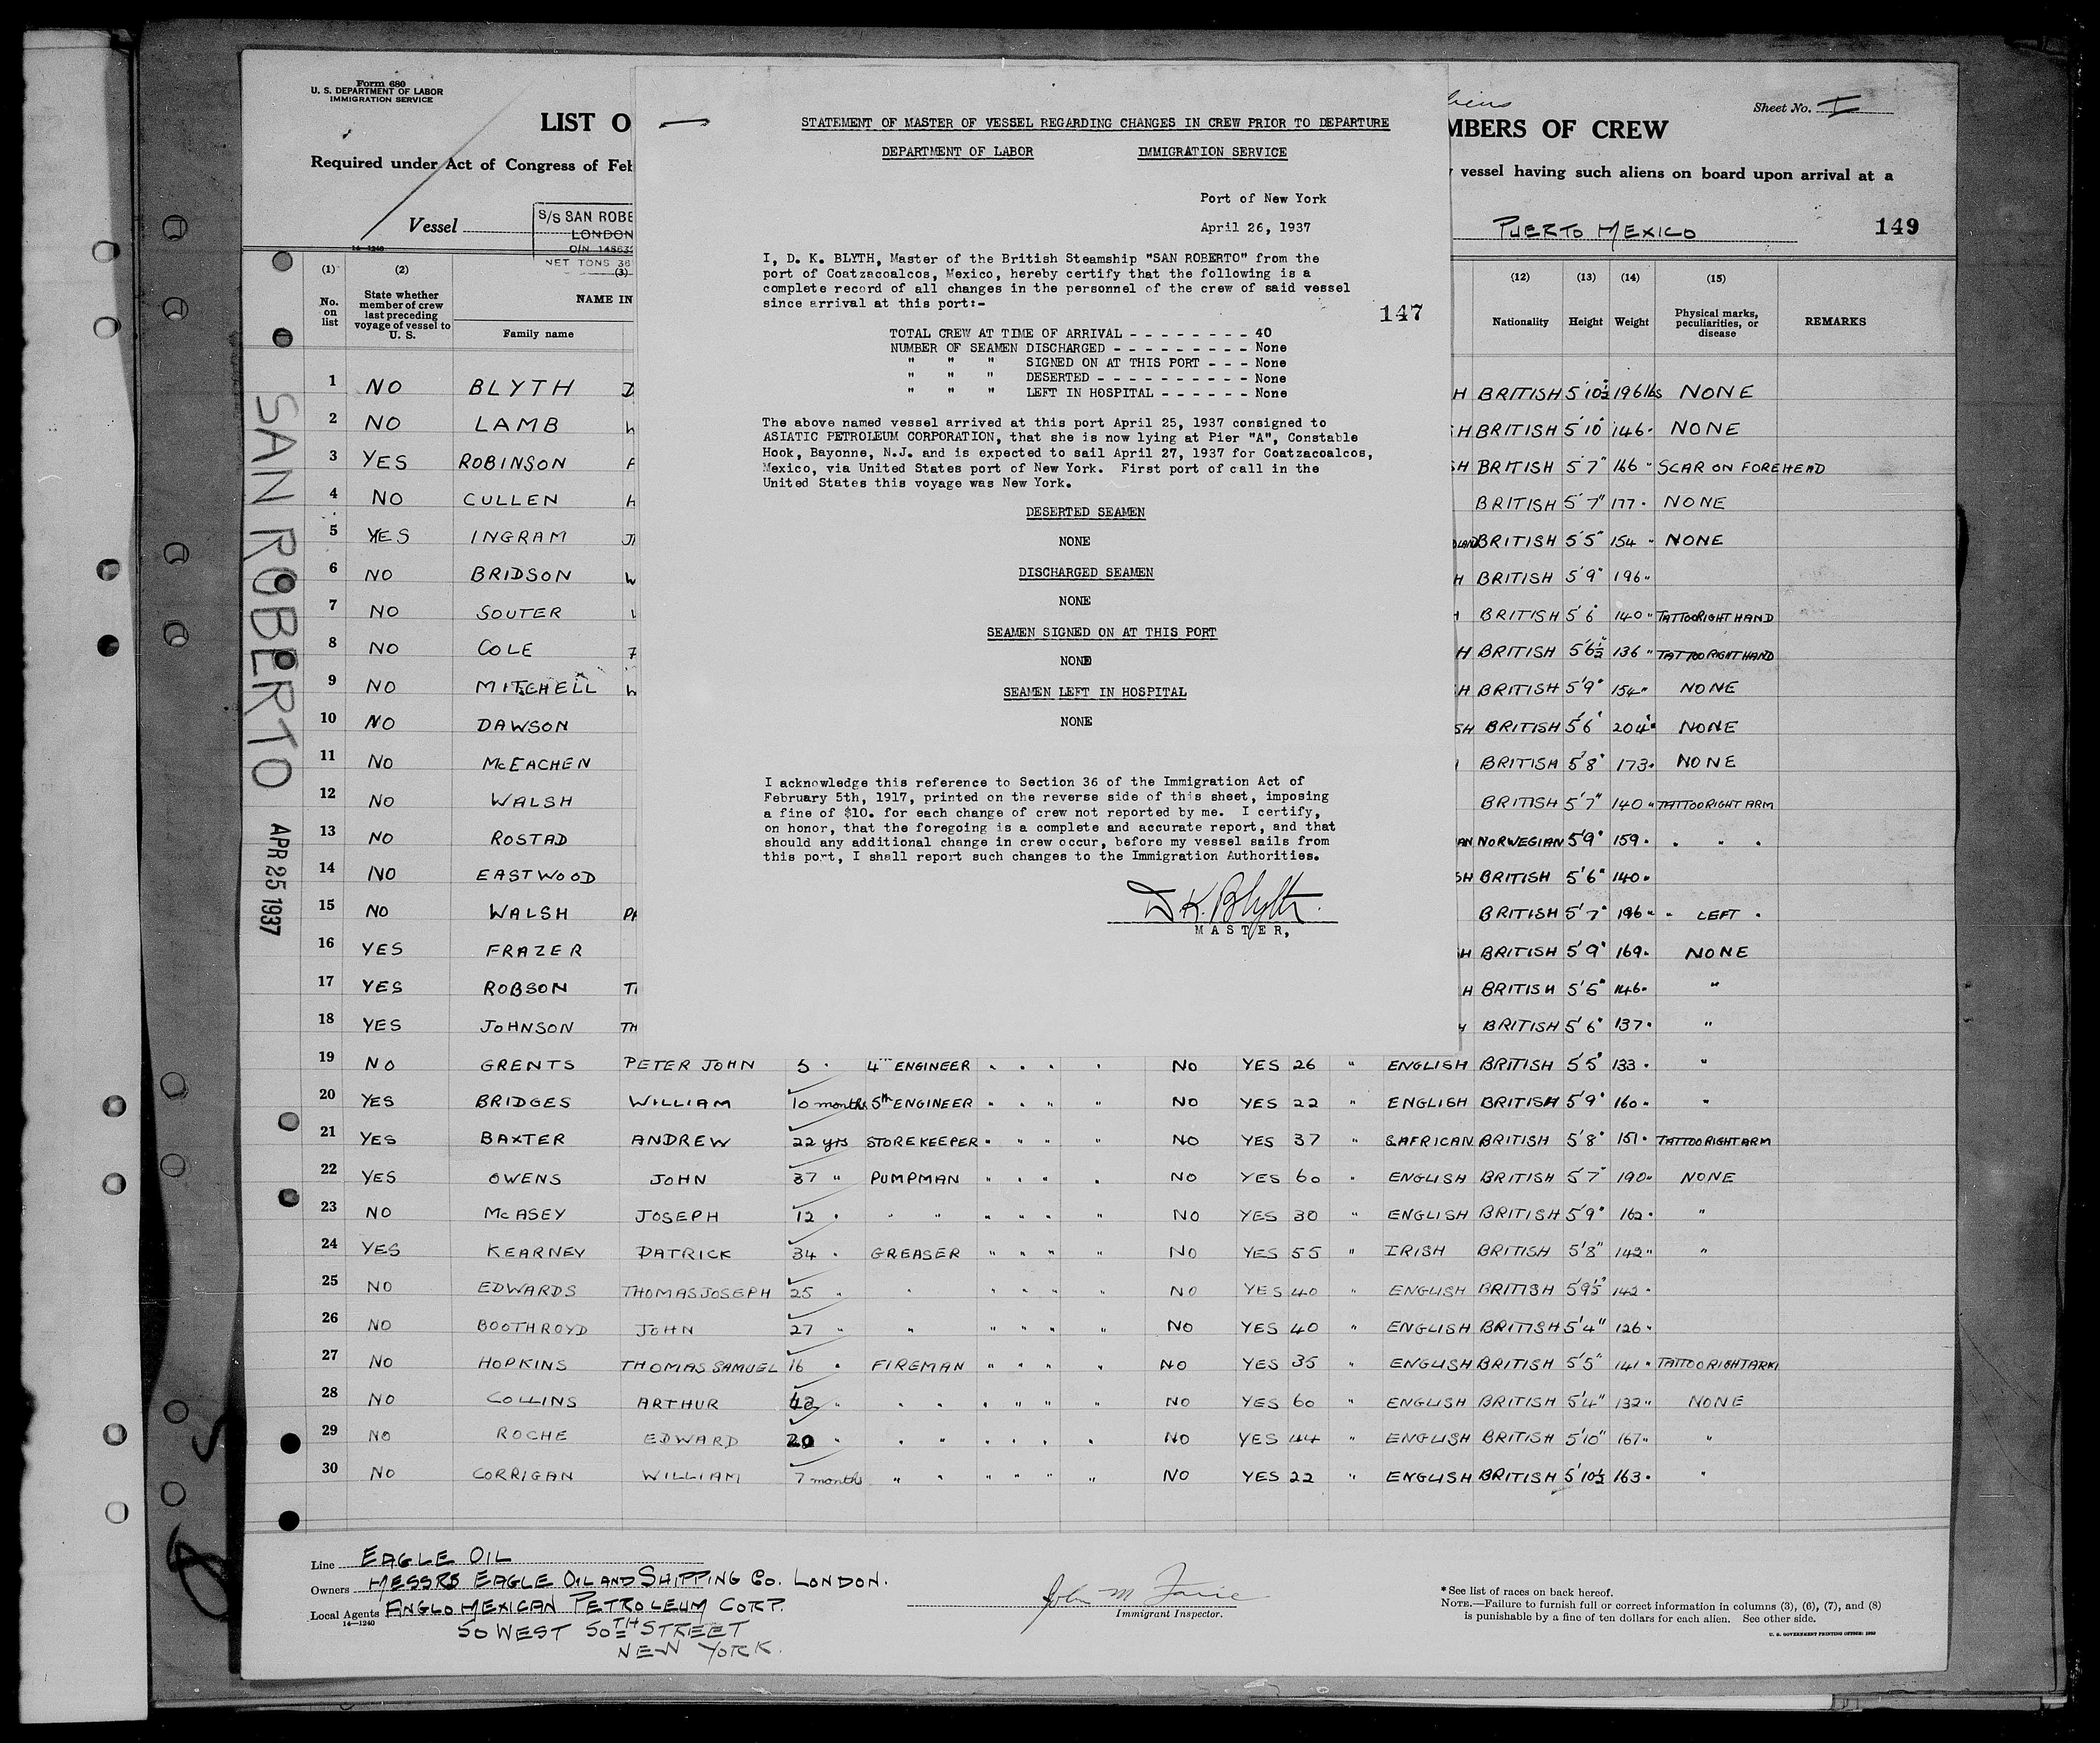 Form 680
U. S. DEPARTMENT OF LABOR
IMMIGRATION SERVICE
LIST O
Required under Act of Congress of Feb
Vessel
S/S SAN ROBE
LONDON
O/N 14863
NET TONS 36
14—1240
Sheet No. I
MBERS OF CREW
vessel having such aliens on board upon arrival at a
PUERTO MEXICO
149
STATEMENT OF MASTER OF VESSEL REGARDING CHANGES IN CREW PRIOR TO DEPARTURE
DEPARTMENT OF LABOR IMMIGRATION SERVICE
Port of New York
April 26, 1937
I, D. K. BLYTH, Master of the British Steamship "SAN ROBERTO" from the
port of Coatzacoalcos, Mexico, hereby certify that the following is a
complete record of all changes in the personnel of the crew of said vessel
since arrival at this port:-
147
TOTAL CREW AT TIME OF ARRIVAL - - - - - - - - 40
NUMBER OF SEAMEN DISCHARGED - - - - - - - - - None
" " " SIGNED ON AT THIS PORT - - - None
" " " DESERTED - - - - - - - - - - None
" " " LEFT IN HOSPITAL - - - - - - None
The above named vessel arrived at this port April 25, 1937 consigned to
ASIATIC PETROLEUM CORPORATION, that she is now lying at Pier "A", Constable
Hook, Bayonne, N.J. and is expected to sail April 27, 1937 for Coatzacoalcos,
Mexico, via United States port of New York. First port of call in the
United States this voyage was New York.
DESERTED SEAMEN
NONE
DISCHARGED SEAMEN
NONE
SEAMEN SIGNED ON AT THIS PORT
NONE
SEAMEN LEFT IN HOSPITAL
NONE
I acknowledge this reference to Section 36 of the Immigration Act of
February 5th, 1917, printed on the reverse side of this sheet, imposing
a fine of $10. for each change of crew not reported by me. I certify,
on honor, that the foregoing is a complete and accurate report, and that
should any additional change in crew occur, before my vessel sails from
this port, I shall report such changes to the Immigration Authorities.
D K. Blyth.
MASTER,
SAN ROBERTO
APR 25 1937
(1) (2) (3) (12) (13) (14) (15)
No. on list State whether member of crew last preceding voyage of vessel to U. S. NAME IN Family name Nationality Height Weight Physical marks, peculiarities, or disease REMARKS
1 NO BLYTH D H BRITISH 5'10½" 196 lbs NONE
2 NO LAMB H BRITISH 5'10" 146 " NONE
3 YES ROBINSON SH BRITISH 5'7" 166 " SCAR ON FOREHEAD
4 NO CULLEN BRITISH 5'7" 177 " NONE
5 YES INGRAM BRITISH 5'5" 154 " NONE
6 NO BRIDSON W H BRITISH 5'9" 196 "
7 NO SOUTER BRITISH 5'6" 140 " TATTOO RIGHT HAND
8 NO COLE H BRITISH 5'6½" 136 " TATTOO RIGHT HAND
9 NO MITCHELL H BRITISH 5'9" 154 " NONE
10 NO DAWSON SH BRITISH 5'6" 204 " NONE
11 NO McEACHEN BRITISH 5'8" 173 " NONE
12 NO WALSH BRITISH 5'7" 140 " TATTOO RIGHT ARM
13 NO ROSTAD AN NORWEGIAN 5'9" 159 " " " "
14 NO EASTWOOD SH BRITISH 5'6" 140 "
15 NO WALSH PA BRITISH 5'7" 196 " " LEFT "
16 YES FRAZER H BRITISH 5'9" 169 " NONE
17 YES ROBSON H BRITISH 5'5" 146 " "
18 YES JOHNSON TH BRITISH 5'6" 137 " "
19 NO GRENTS PETER JOHN 5 " 4th ENGINEER " " " " NO YES 26 " ENGLISH BRITISH 5'5" 133 " "
20 YES BRIDGES WILLIAM 10 months 5th ENGINEER " " " " NO YES 22 " ENGLISH BRITISH 5'9" 160 " "
21 YES BAXTER ANDREW 22 yrs STOREKEEPER " " " " NO YES 37 " S.AFRICAN BRITISH 5'8" 151 " TATTOO RIGHT ARM
22 YES OWENS JOHN 37 " PUMPMAN " " " " NO YES 60 " ENGLISH BRITISH 5'7" 190 " NONE
23 NO McASEY JOSEPH 12 " " " " " " " NO YES 30 " ENGLISH BRITISH 5'9" 162 " "
24 YES KEARNEY PATRICK 34 " GREASER " " " " NO YES 55 " IRISH BRITISH 5'8" 142 " "
25 NO EDWARDS THOMAS JOSEPH 25 " " " " " " NO YES 40 " ENGLISH BRITISH 5'9½" 142 "
26 NO BOOTHROYD JOHN 27 " " " " " " NO YES 40 " ENGLISH BRITISH 5'4" 126 "
27 NO HOPKINS THOMAS SAMUEL 16 " FIREMAN " " " " NO YES 35 " ENGLISH BRITISH 5'5" 141 " TATTOO RIGHT ARM
28 NO COLLINS ARTHUR 42 " " " " " " " NO YES 60 " ENGLISH BRITISH 5'4" 132 " NONE
29 NO ROCHE EDWARD 20 " " " " " " " NO YES 44 " ENGLISH BRITISH 5'10" 167 " "
30 NO CORRIGAN WILLIAM 7 months " " " " " " NO YES 22 " ENGLISH BRITISH 5'10½ 163 " "
Line EAGLE OIL
Owners MESSRS EAGLE OIL AND SHIPPING Co. LONDON.
Local Agents ANGLO MEXICAN PETROLEUM CORP.
14—1240
50 WEST 50TH STREET
NEW YORK.
John M
Immigrant Inspector.
* See list of races on back hereof.
NOTE.—Failure to furnish full or correct information in columns (3), (6), (7), and (8)
is punishable by a fine of ten dollars for each alien. See other side.
U. S. GOVERNMENT PRINTING OFFICE: 1930